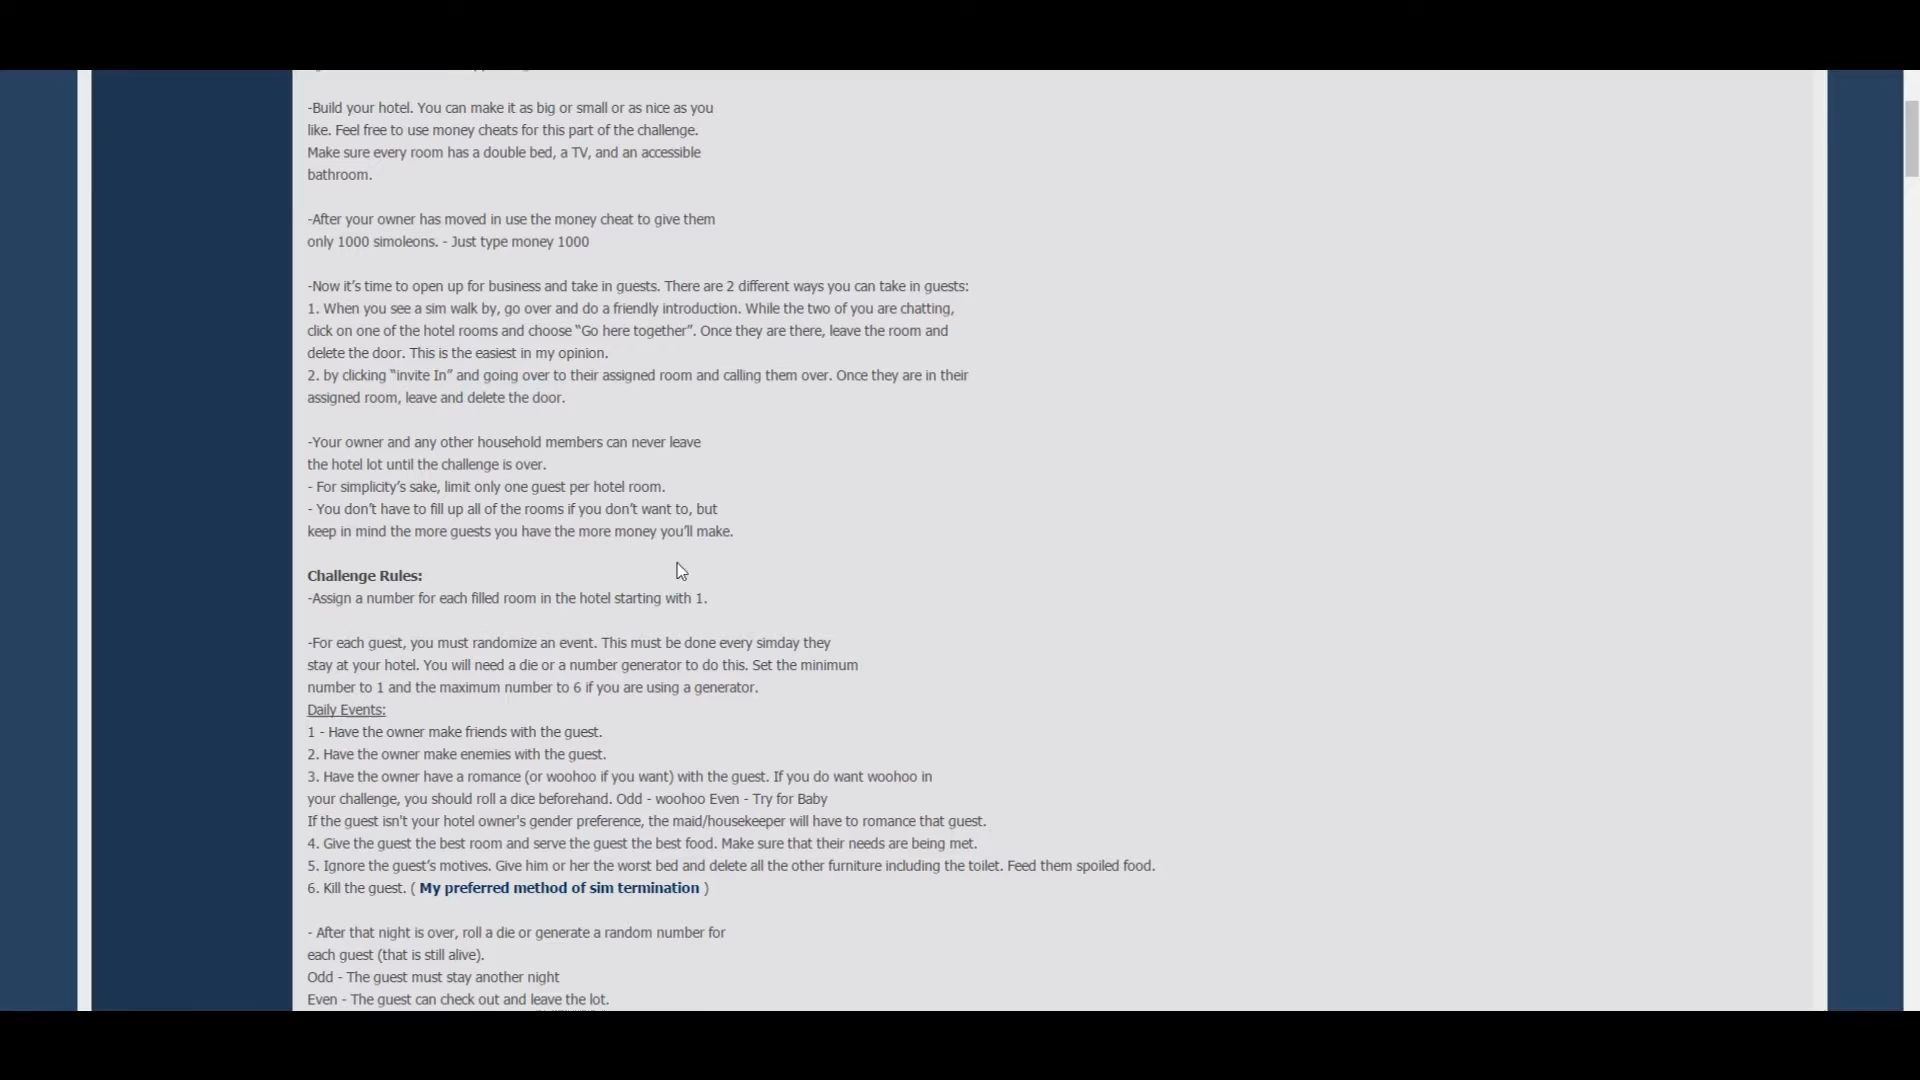 -Build your hotel. You can make it as big or small or as nice as you
like. Feel free to use money cheats for this part of the challenge.
Make sure every room has a double bed, a TV, and an accessible
bathroom.
-After your owner has moved in use the money cheat to give them
only 1000 simoleons. - Just type money 1000
-Now it’s time to open up for business and take in guests. There are 2 different ways you can take in guests:
1. When you see a sim walk by, go over and do a friendly introduction. While the two of you are chatting,
click on one of the hotel rooms and choose “Go here together”. Once they are there, leave the room and
delete the door. This is the easiest in my opinion.
2. by clicking “invite In” and going over to their assigned room and calling them over. Once they are in their
assigned room, leave and delete the door.
-Your owner and any other household members can never leave
the hotel lot until the challenge is over.
- For simplicity’s sake, limit only one guest per hotel room.
- You don’t have to fill up all of the rooms if you don’t want to, but
keep in mind the more guests you have the more money you’ll make.
Challenge Rules:
-Assign a number for each filled room in the hotel starting with 1.
-For each guest, you must randomize an event. This must be done every simday they
stay at your hotel. You will need a die or a number generator to do this. Set the minimum
number to 1 and the maximum number to 6 if you are using a generator.
Daily Events:
1 - Have the owner make friends with the guest.
2. Have the owner make enemies with the guest.
3. Have the owner have a romance (or woohoo if you want) with the guest. If you do want woohoo in
your challenge, you should roll a dice beforehand. Odd - woohoo Even - Try for Baby
If the guest isn't your hotel owner's gender preference, the maid/housekeeper will have to romance that guest.
4. Give the guest the best room and serve the guest the best food. Make sure that their needs are being met.
5. Ignore the guest’s motives. Give him or her the worst bed and delete all the other furniture including the toilet. Feed them spoiled food.
6. Kill the guest. ( My preferred method of sim termination )
- After that night is over, roll a die or generate a random number for
each guest (that is still alive).
Odd - The guest must stay another night
Even - The guest can check out and leave the lot.